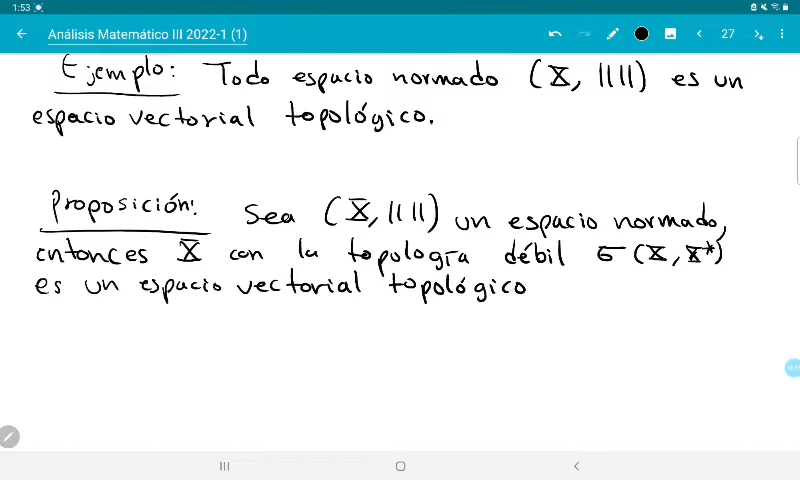 1:53
Análisis Matemático III 2022-1 (1)
27
Ejemplo: Todo espacio normado (X, || ||) es un
espacio vectorial topológico.
Proposición: Sea (X, || ||) un espacio normado,
entonces X con la topología débil σ(X, X*)
es un espacio vectorial topológico